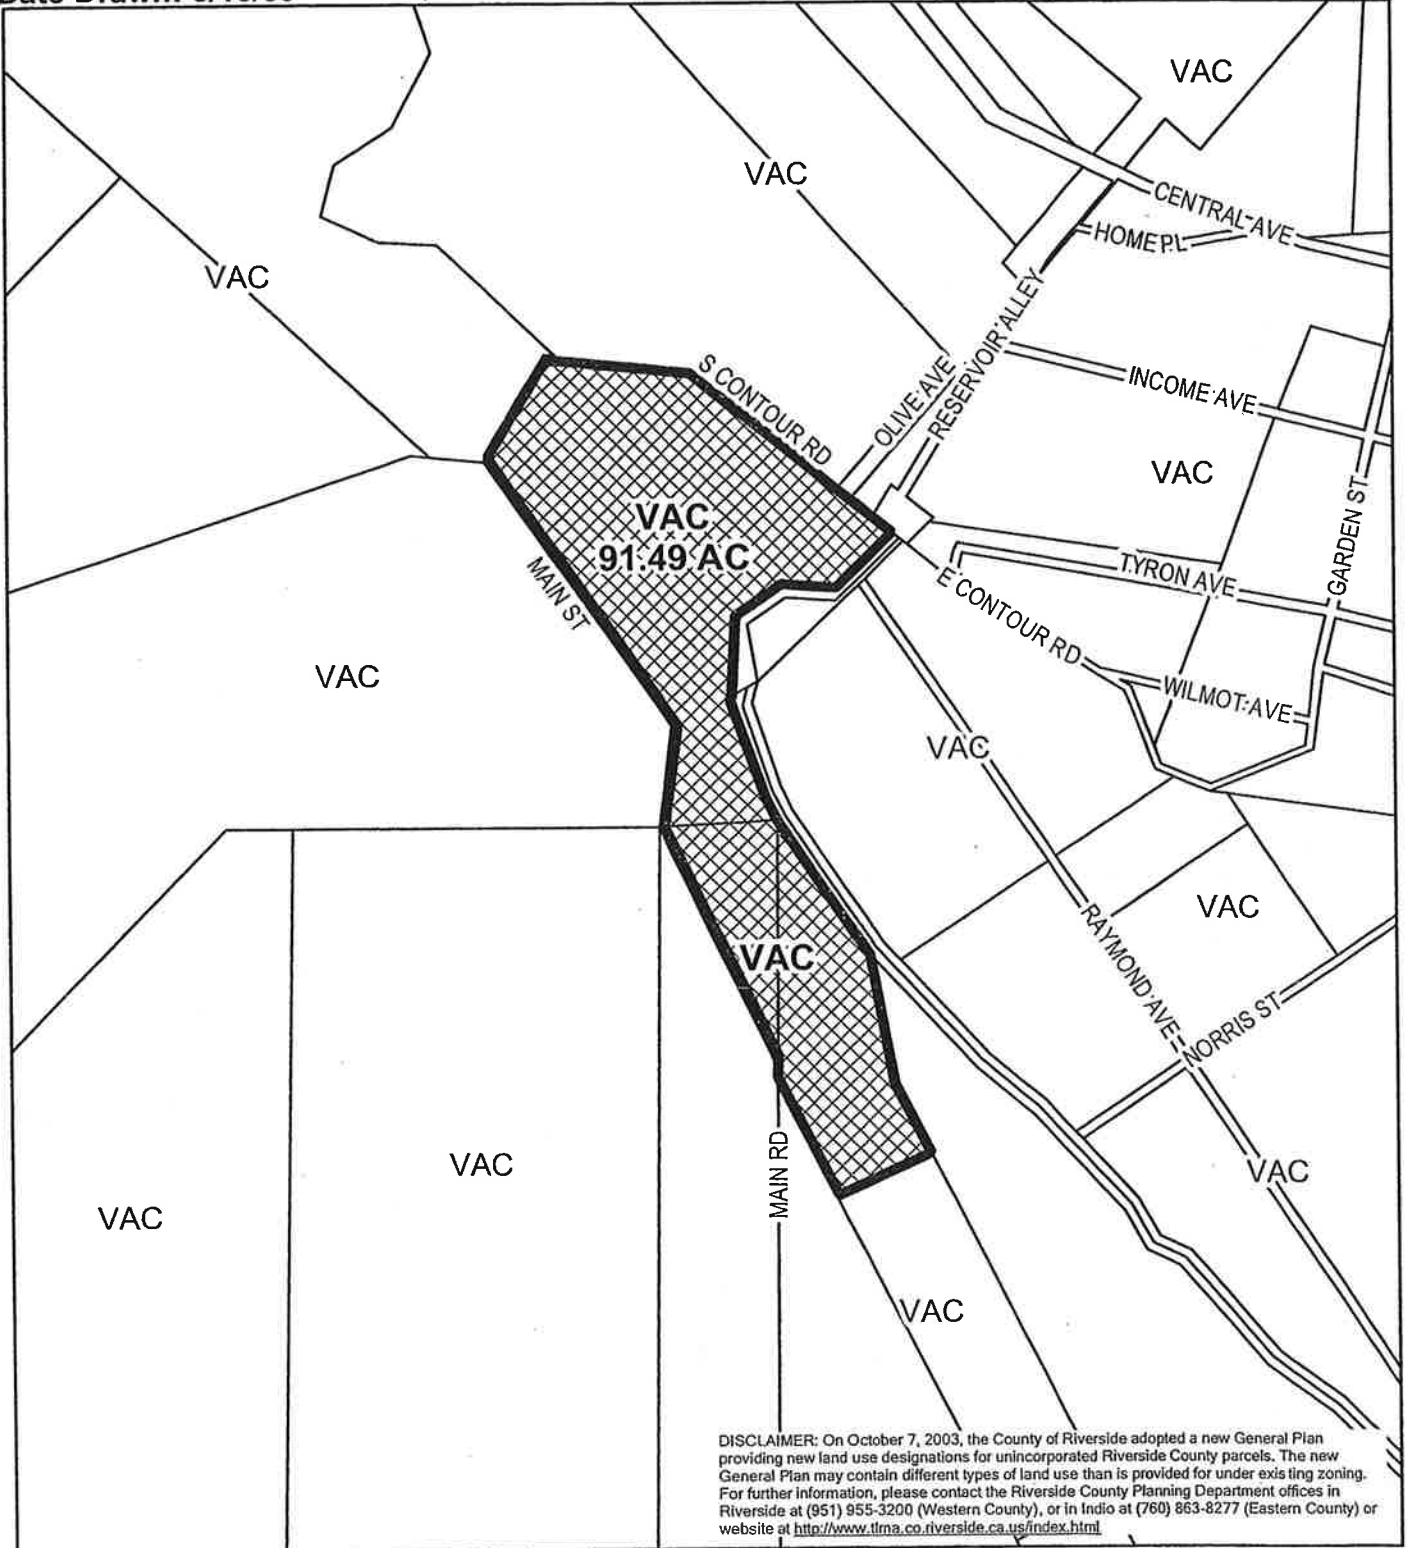 VAC
VAC
CENTRAL AVE
HOME PL
VAC
RESERVOIR ALLEY
OLIVE AVE
S CONTOUR RD
INCOME AVE
VAC
GARDEN ST
VAC
91.49 AC
MAIN ST
TYRON AVE
E CONTOUR RD
VAC
WILMOT AVE
VAC
VAC
RAYMOND AVE
VAC
NORRIS ST
MAIN RD
VAC
VAC
VAC
VAC
DISCLAIMER: On October 7, 2003, the County of Riverside adopted a new General Plan
providing new land use designations for unincorporated Riverside County parcels. The new
General Plan may contain different types of land use than is provided for under existing zoning.
For further information, please contact the Riverside County Planning Department offices in
Riverside at (951) 955-3200 (Western County), or in Indio at (760) 863-8277 (Eastern County) or
website at http://www.tlma.co.riverside.ca.us/index.html